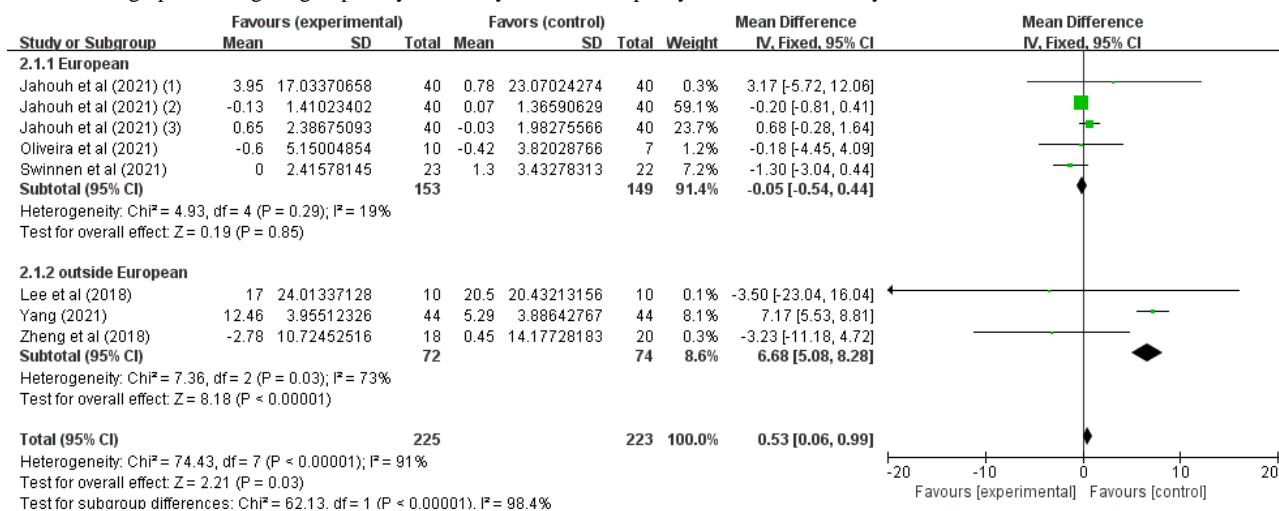 Favours (experimental) Favors (control) Mean Difference Mean Difference
Study or Subgroup Mean SD Total Mean SD Total Weight IV, Fixed, 95% CI IV, Fixed, 95% CI
2.1.1 European
Jahouh et al (2021) (1) 3.95 17.03370658 40 0.78 23.07024274 40 0.3% 3.17 [-5.72, 12.06]
Jahouh et al (2021) (2) -0.13 1.41023402 40 0.07 1.36590629 40 59.1% -0.20 [-0.81, 0.41]
Jahouh et al (2021) (3) 0.65 2.38675093 40 -0.03 1.98275566 40 23.7% 0.68 [-0.28, 1.64]
Oliveira et al (2021) -0.6 5.15004854 10 -0.42 3.82028766 7 1.2% -0.18 [-4.45, 4.09]
Swinnen et al (2021) 0 2.41578145 23 1.3 3.43278313 22 7.2% -1.30 [-3.04, 0.44]
Subtotal (95% CI) 153 149 91.4% -0.05 [-0.54, 0.44]
Heterogeneity: Chi² = 4.93, df = 4 (P = 0.29); I² = 19%
Test for overall effect: Z = 0.19 (P = 0.85)
2.1.2 outside European
Lee et al (2018) 17 24.01337128 10 20.5 20.43213156 10 0.1% -3.50 [-23.04, 16.04]
Yang (2021) 12.46 3.95512326 44 5.29 3.88642767 44 8.1% 7.17 [5.53, 8.81]
Zheng et al (2018) -2.78 10.72452516 18 0.45 14.17728183 20 0.3% -3.23 [-11.18, 4.72]
Subtotal (95% CI) 72 74 8.6% 6.68 [5.08, 8.28]
Heterogeneity: Chi² = 7.36, df = 2 (P = 0.03); I² = 73%
Test for overall effect: Z = 8.18 (P < 0.00001)
Total (95% CI) 225 223 100.0% 0.53 [0.06, 0.99]
Heterogeneity: Chi² = 74.43, df = 7 (P < 0.00001); I² = 91%
Test for overall effect: Z = 2.21 (P = 0.03)
Test for subgroup differences: Chi² = 62.13, df = 1 (P < 0.00001), I² = 98.4%
-20 -10 0 10 20
Favours [experimental] Favours [control]